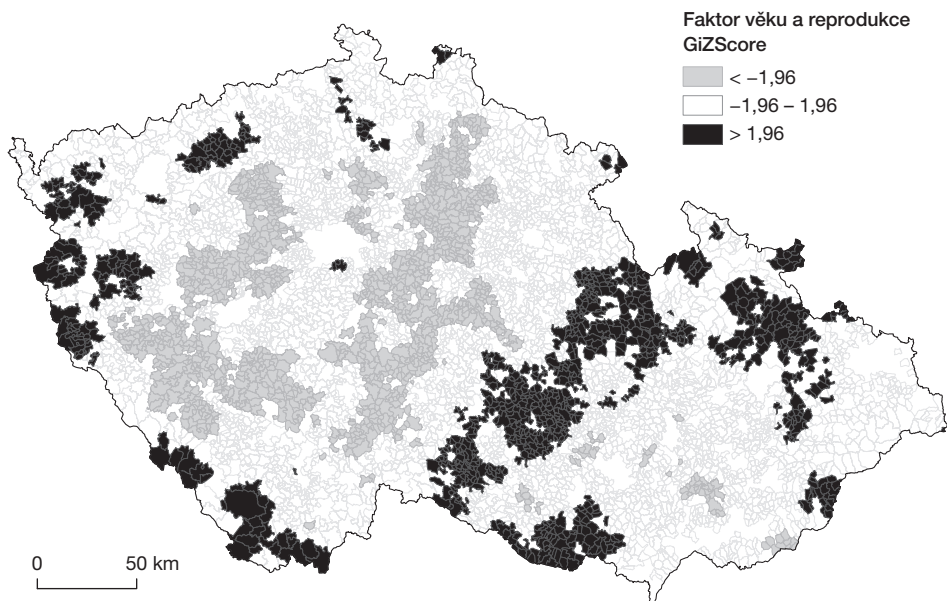 Faktor věku a reprodukce
GiZScore
< −1,96
−1,96 – 1,96
> 1,96
0 50 km